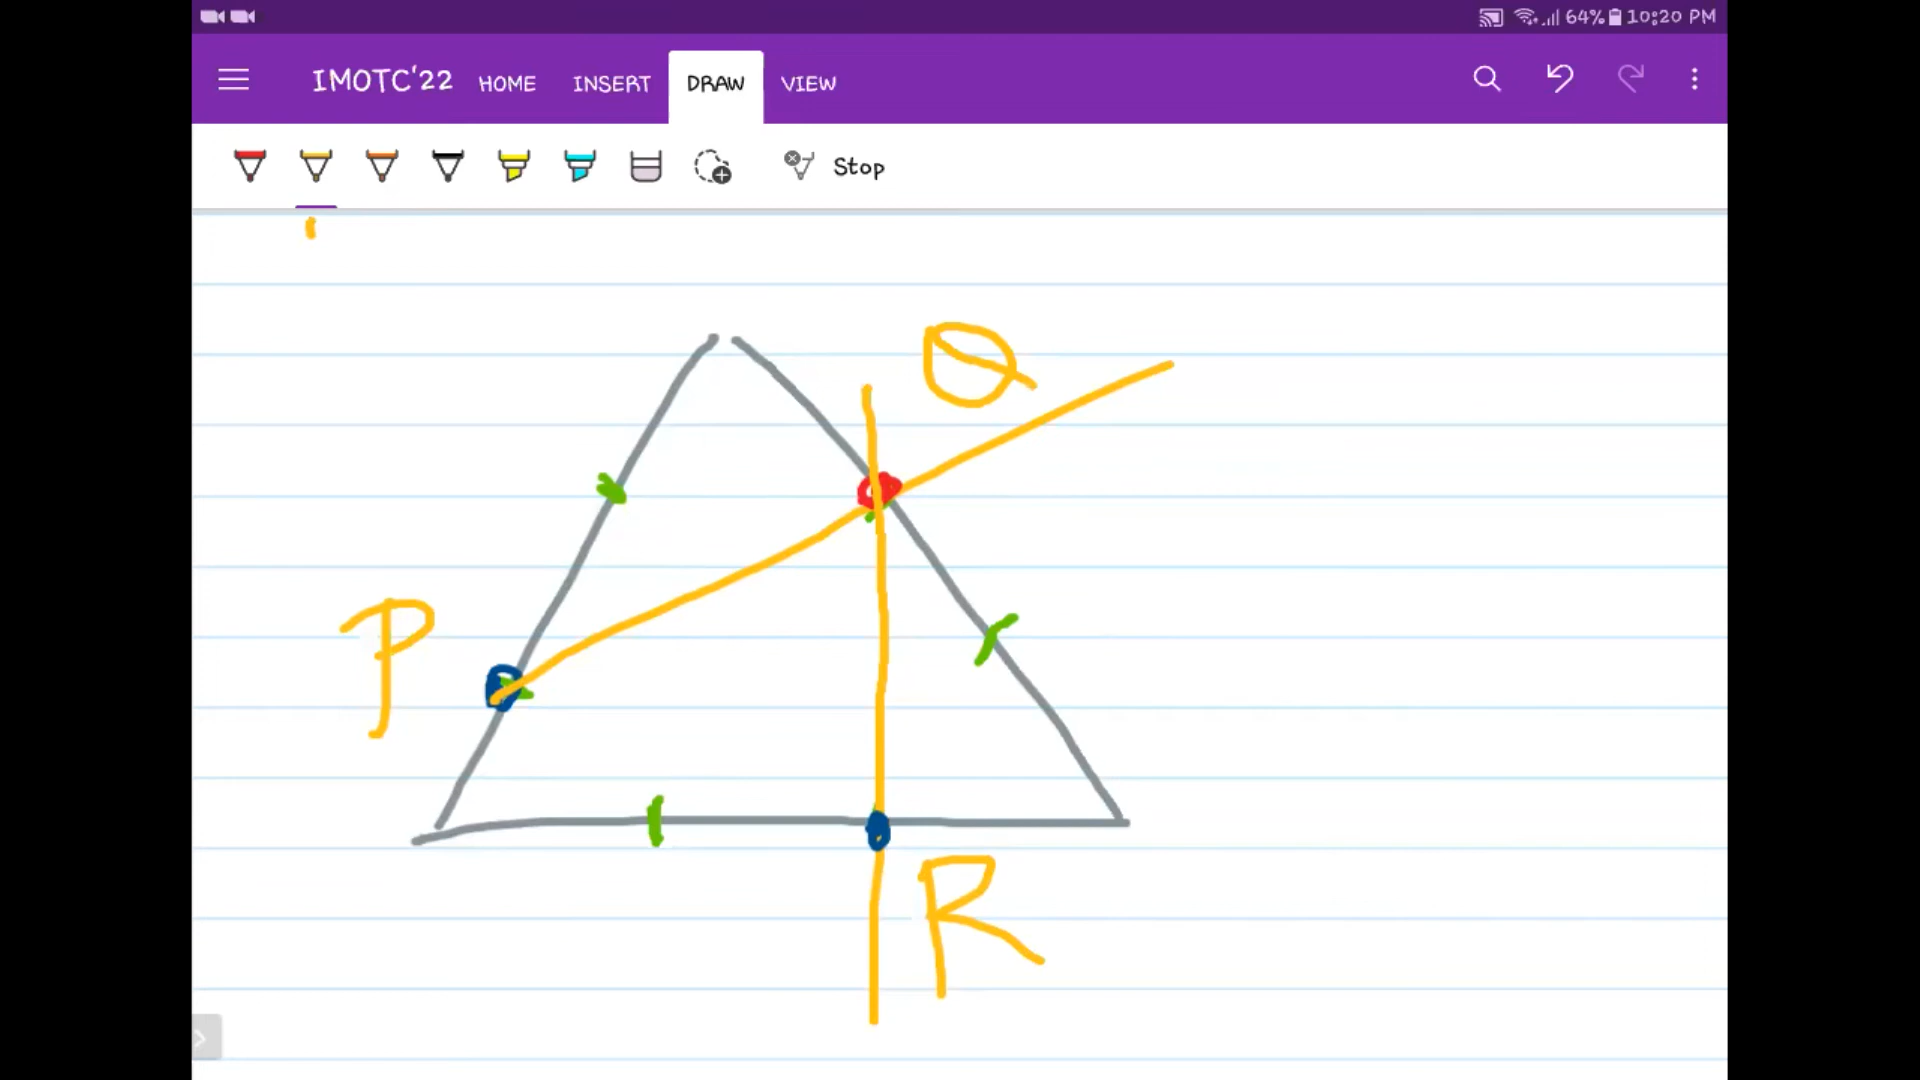 64% 10:20 PM
IMOTC'22 HOME INSERT DRAW VIEW
Stop
Q
P
R